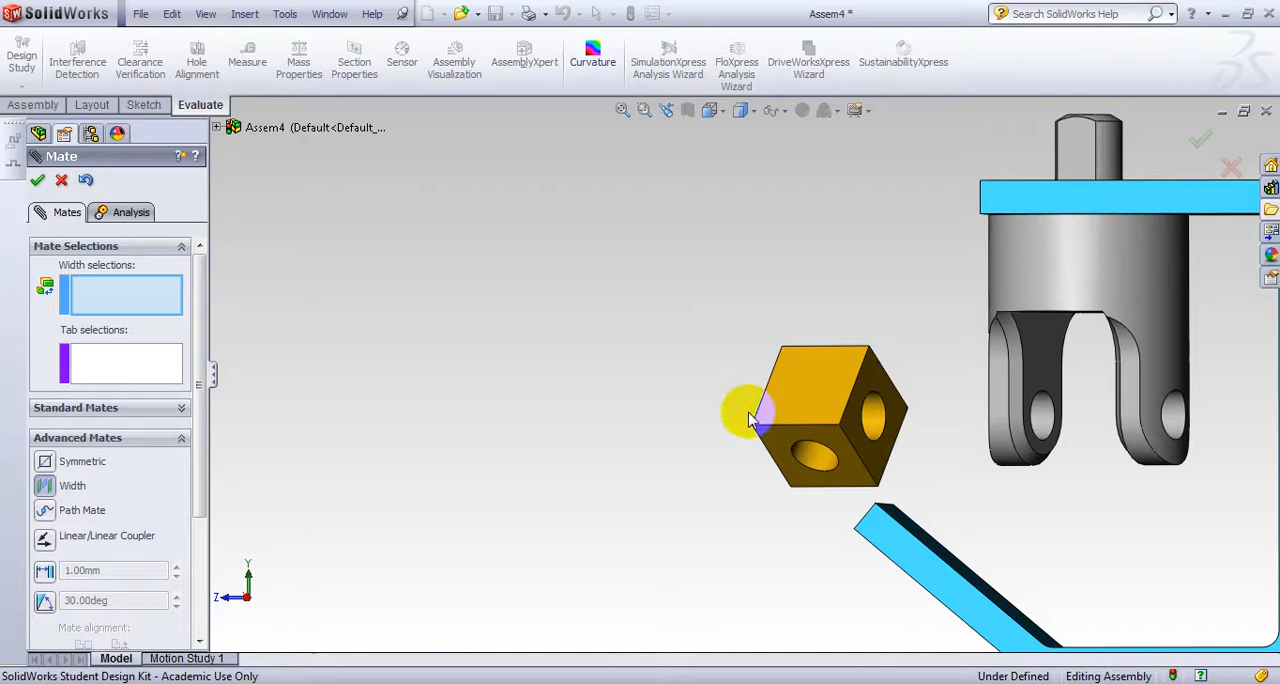 SolidWorks File Edit View Insert Tools Window Help Assem4 * Search SolidWorks Help
Design Study
Interference Detection
Clearance Verification
Hole Alignment
Measure
Mass Properties
Section Properties
Sensor
Assembly Visualization
AssemblyXpert
Curvature
SimulationXpress Analysis Wizard
FloXpress Analysis Wizard
DriveWorksXpress Wizard
SustainabilityXpress
Assembly Layout Sketch Evaluate
Assem4 (Default<Default_...
Mate
Mates Analysis
Mate Selections
Width selections:
Tab selections:
Standard Mates
Advanced Mates
Symmetric
Width
Path Mate
Linear/Linear Coupler
1.00mm
30.00deg
Mate alignment:
Y
Z
Model Motion Study 1
SolidWorks Student Design Kit - Academic Use Only Under Defined Editing Assembly